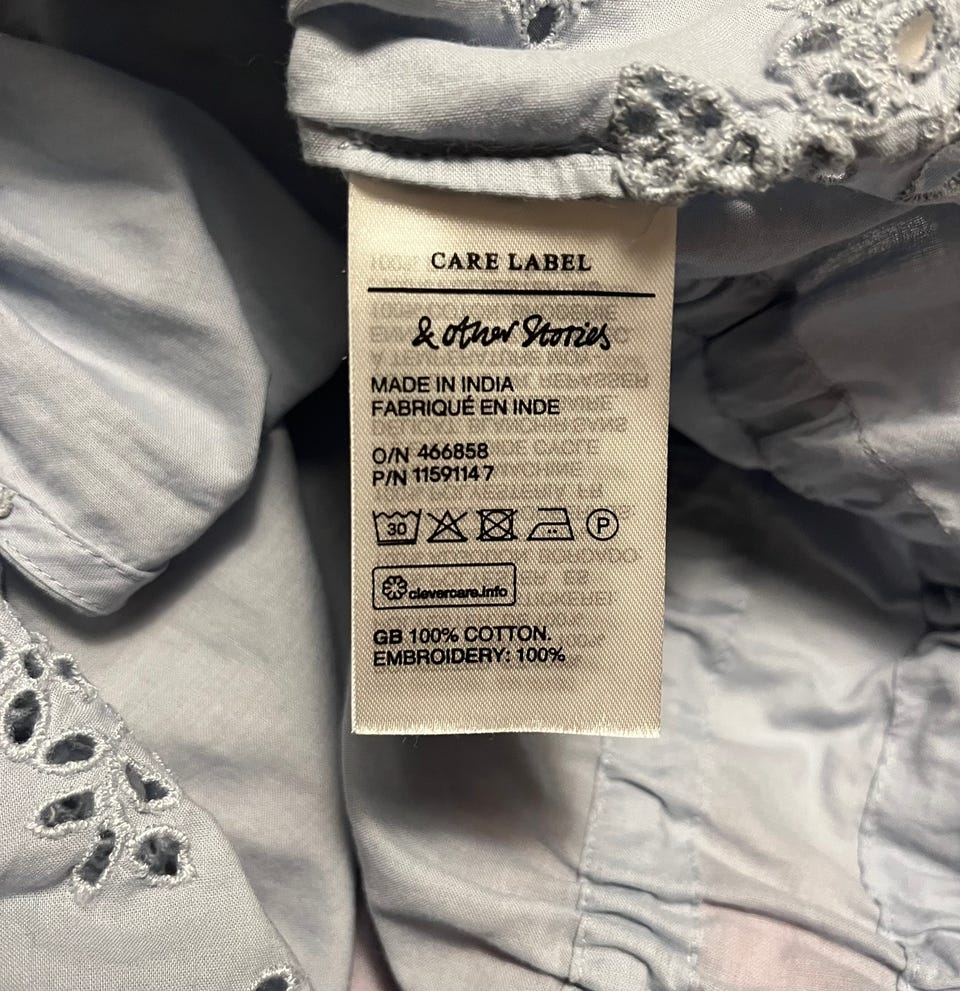 CARE LABEL
& other Stories
MADE IN INDIA
FABRIQUÉ EN INDE
O/N 466858
P/N 1159114 7
30 P
clevercare.info
GB 100% COTTON.
EMBROIDERY: 100%